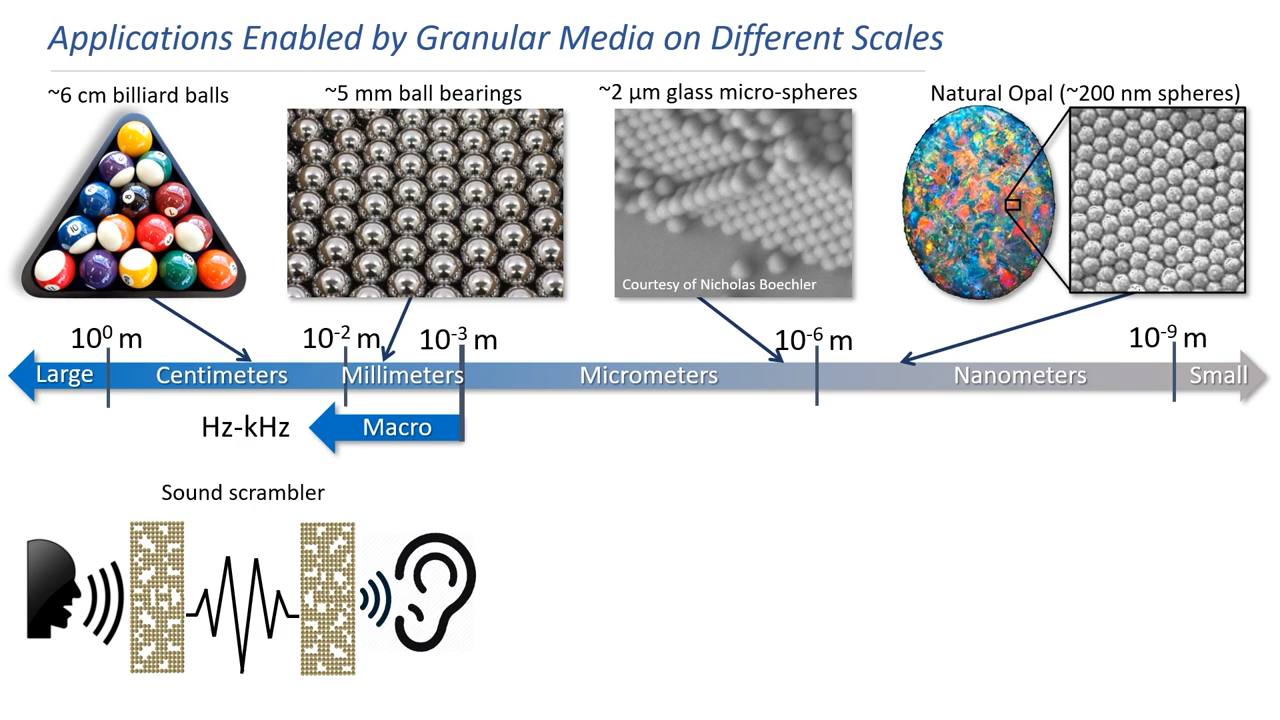 Applications Enabled by Granular Media on Different Scales
~6 cm billiard balls
~5 mm ball bearings
~2 µm glass micro-spheres
Natural Opal (~200 nm spheres)
Courtesy of Nicholas Boechler
10⁰ m
10⁻² m
10⁻³ m
10⁻⁶ m
10⁻⁹ m
Large
Centimeters
Millimeters
Micrometers
Nanometers
Small
Hz-kHz
Macro
Sound scrambler